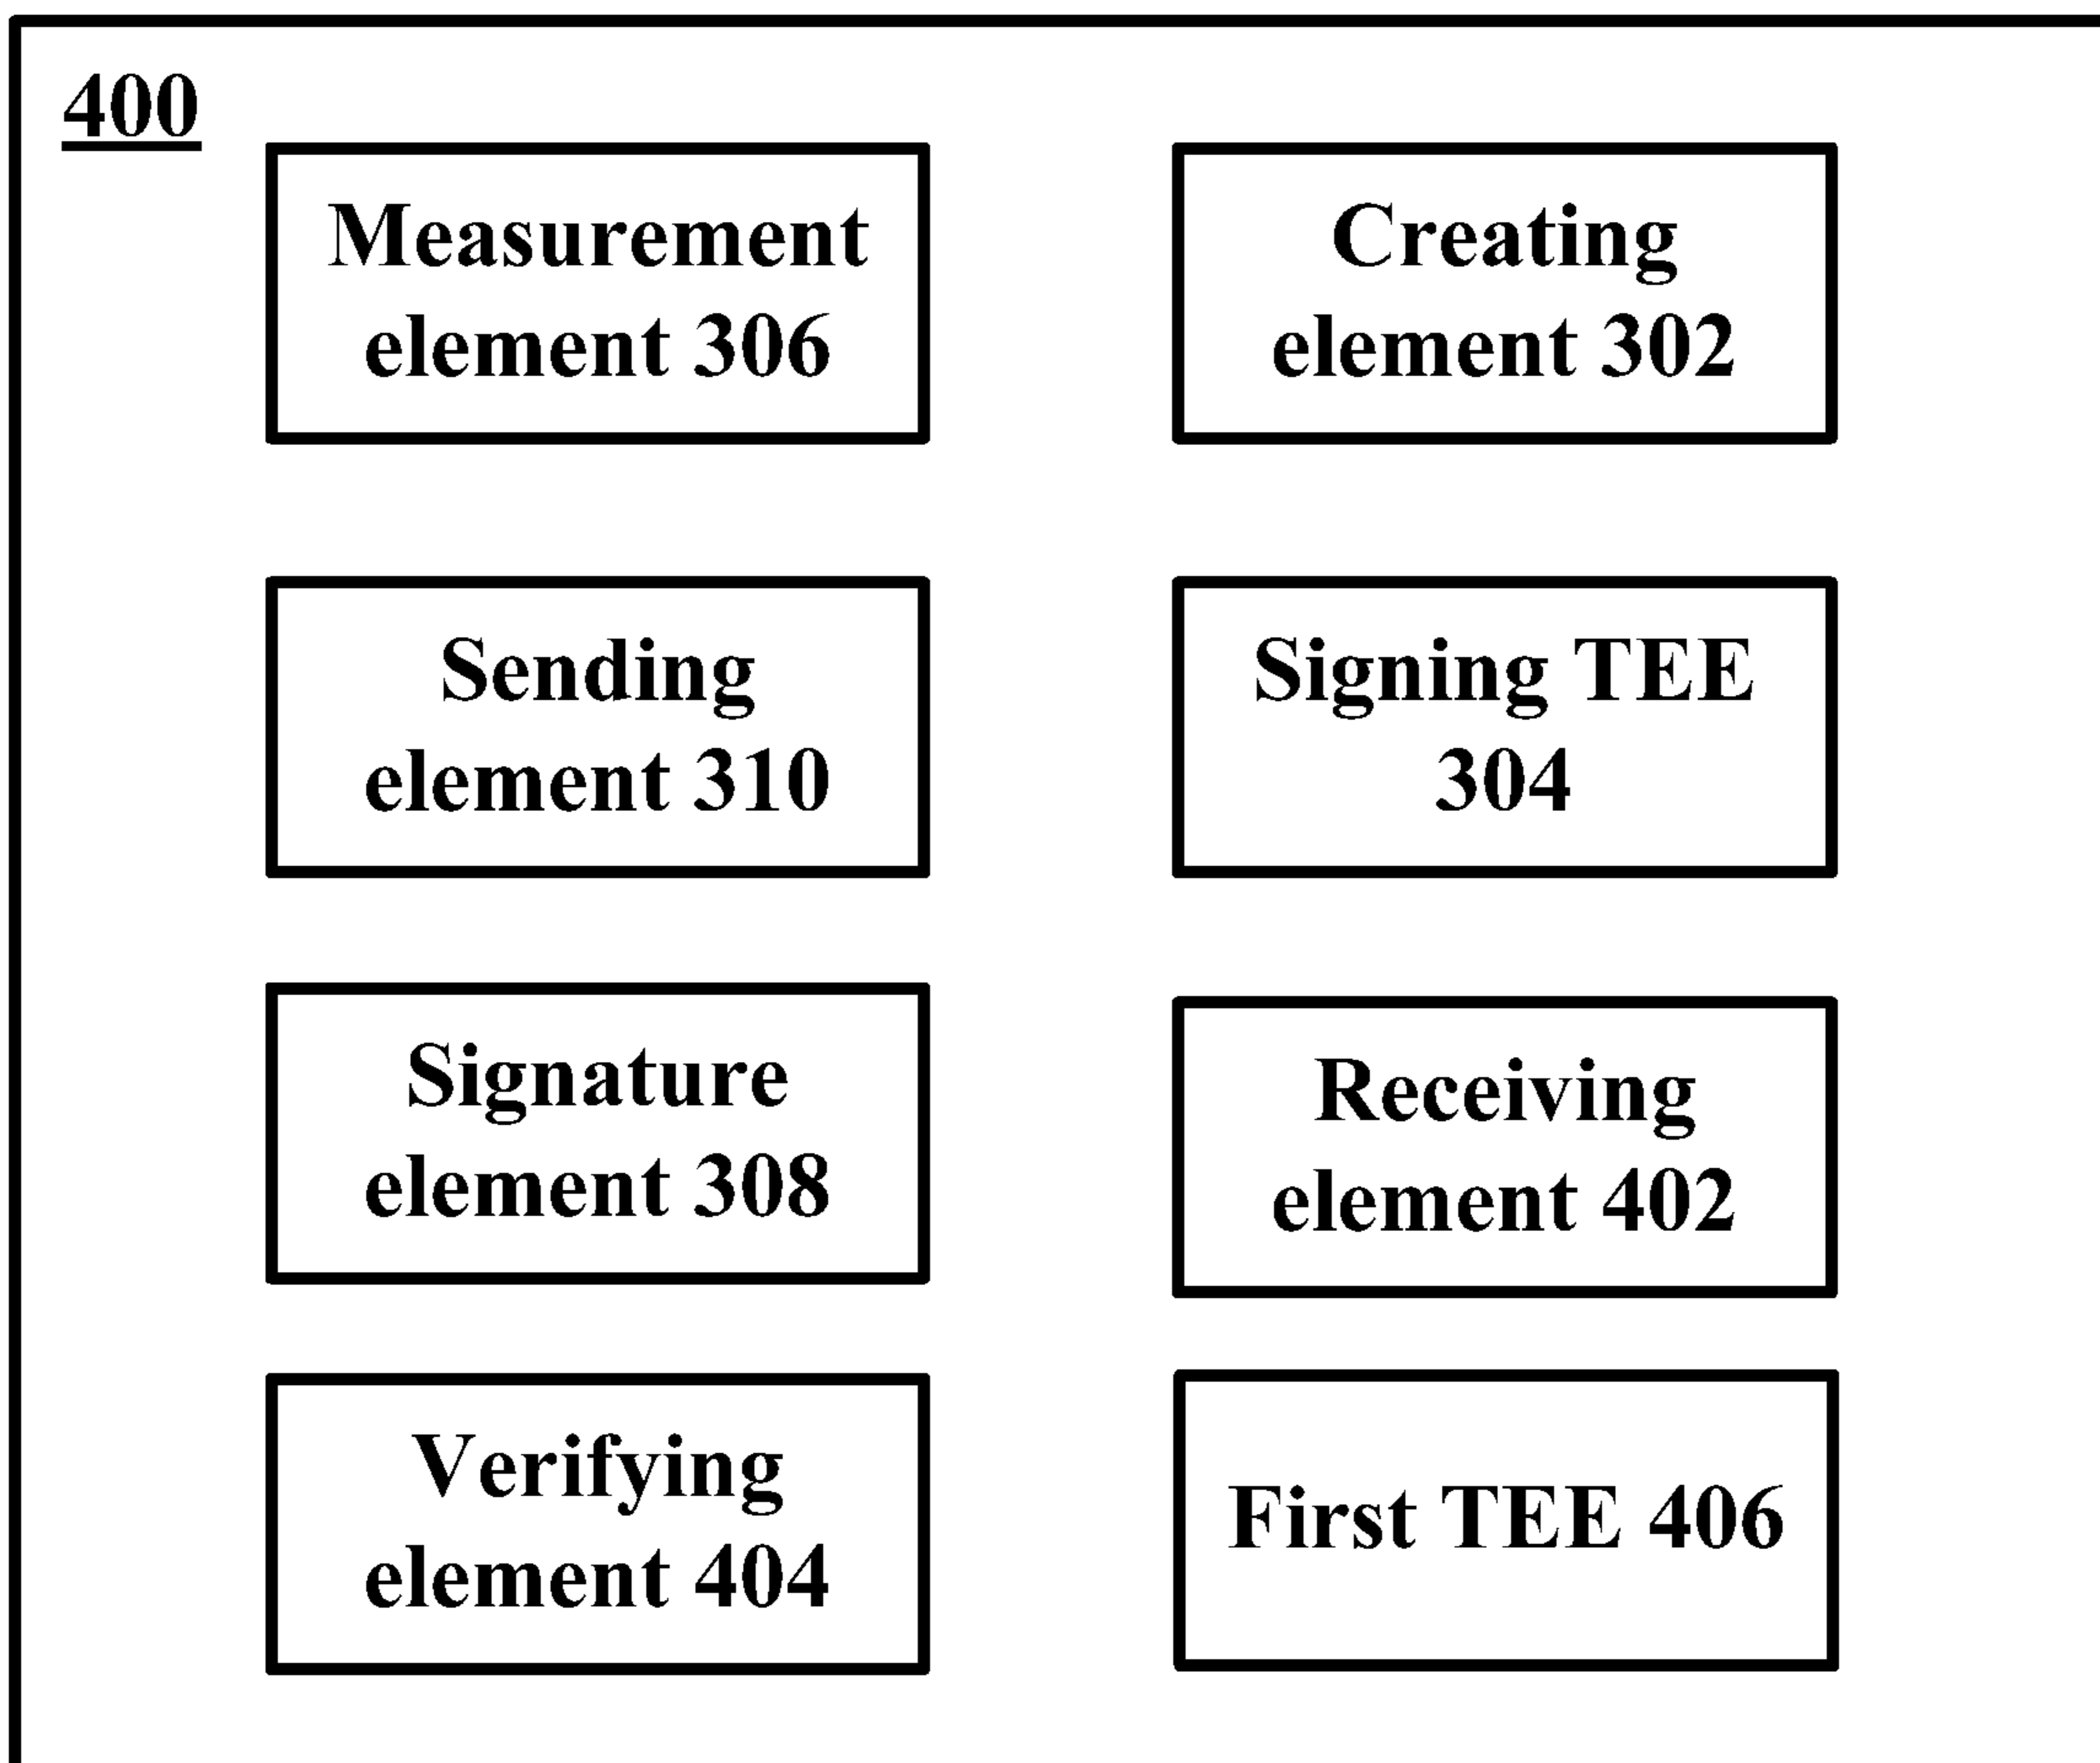 400
Measurement
element 306
Creating
element 302
Sending
element 310
Signing TEE
304
Signature
element 308
Receiving
element 402
Verifying
element 404
First TEE 406